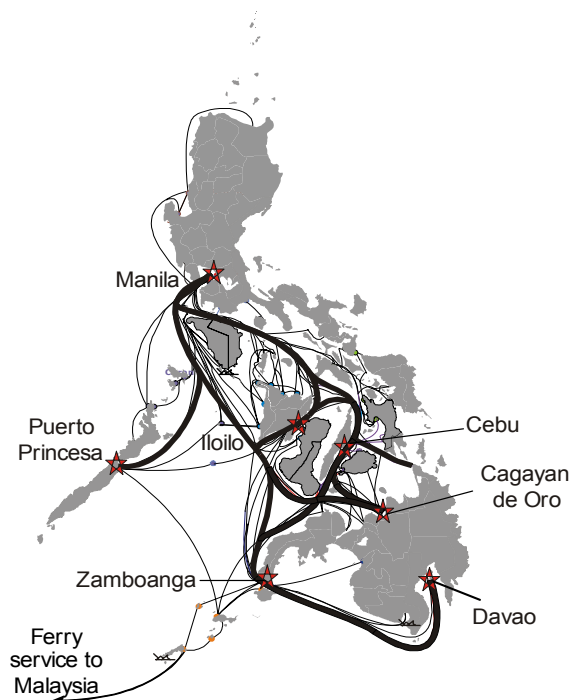 Manila
Puerto
Princesa
Iloilo
Cebu
Cagayan
de Oro
Zamboanga
Davao
Ferry
service to
Malaysia